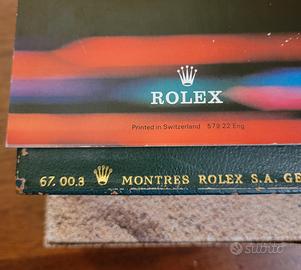 ROLEX
Printed in Switzerland 579.22 Eng.
67.00.3 MONTRES ROLEX S.A. GE
subito